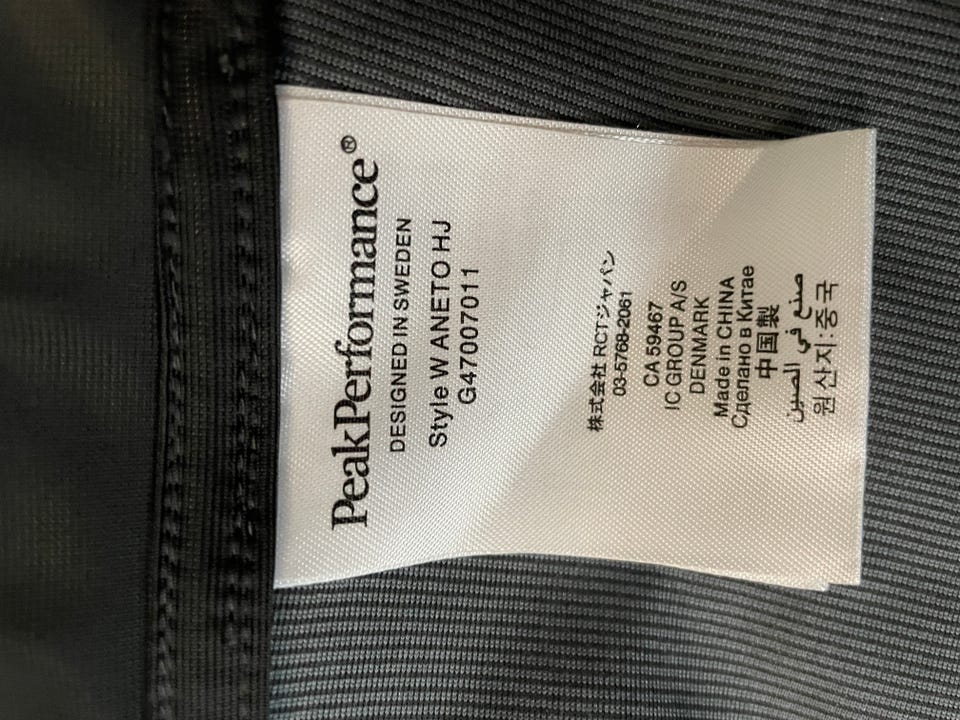 PeakPerformance®
DESIGNED IN SWEDEN
Style W ANETO HJ
G47007011
株式会社 RCTジャパン
03-5768-2061
CA 59467
IC GROUP A/S
DENMARK
Made in CHINA
Сделано в Китае
中国製
صنع في الصين
원산지:중국